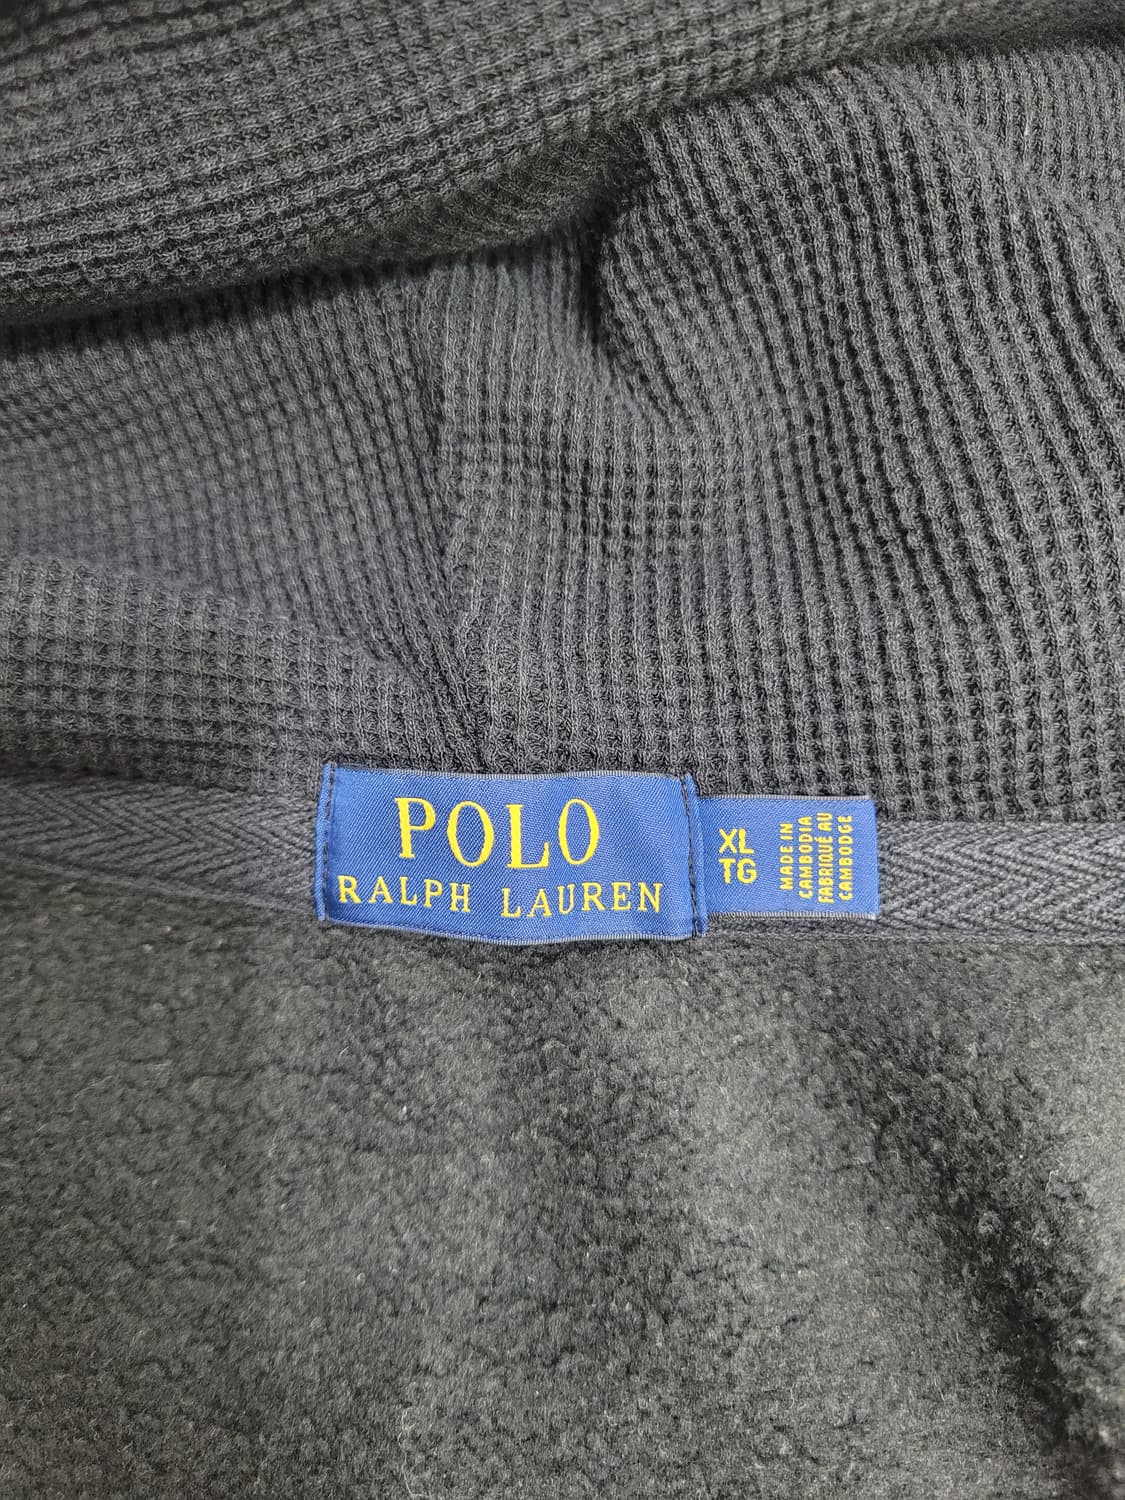 POLO
RALPH LAUREN
XL
TG
MADE IN
CAMBODIA
FABRIQUÉ AU
CAMBODGE